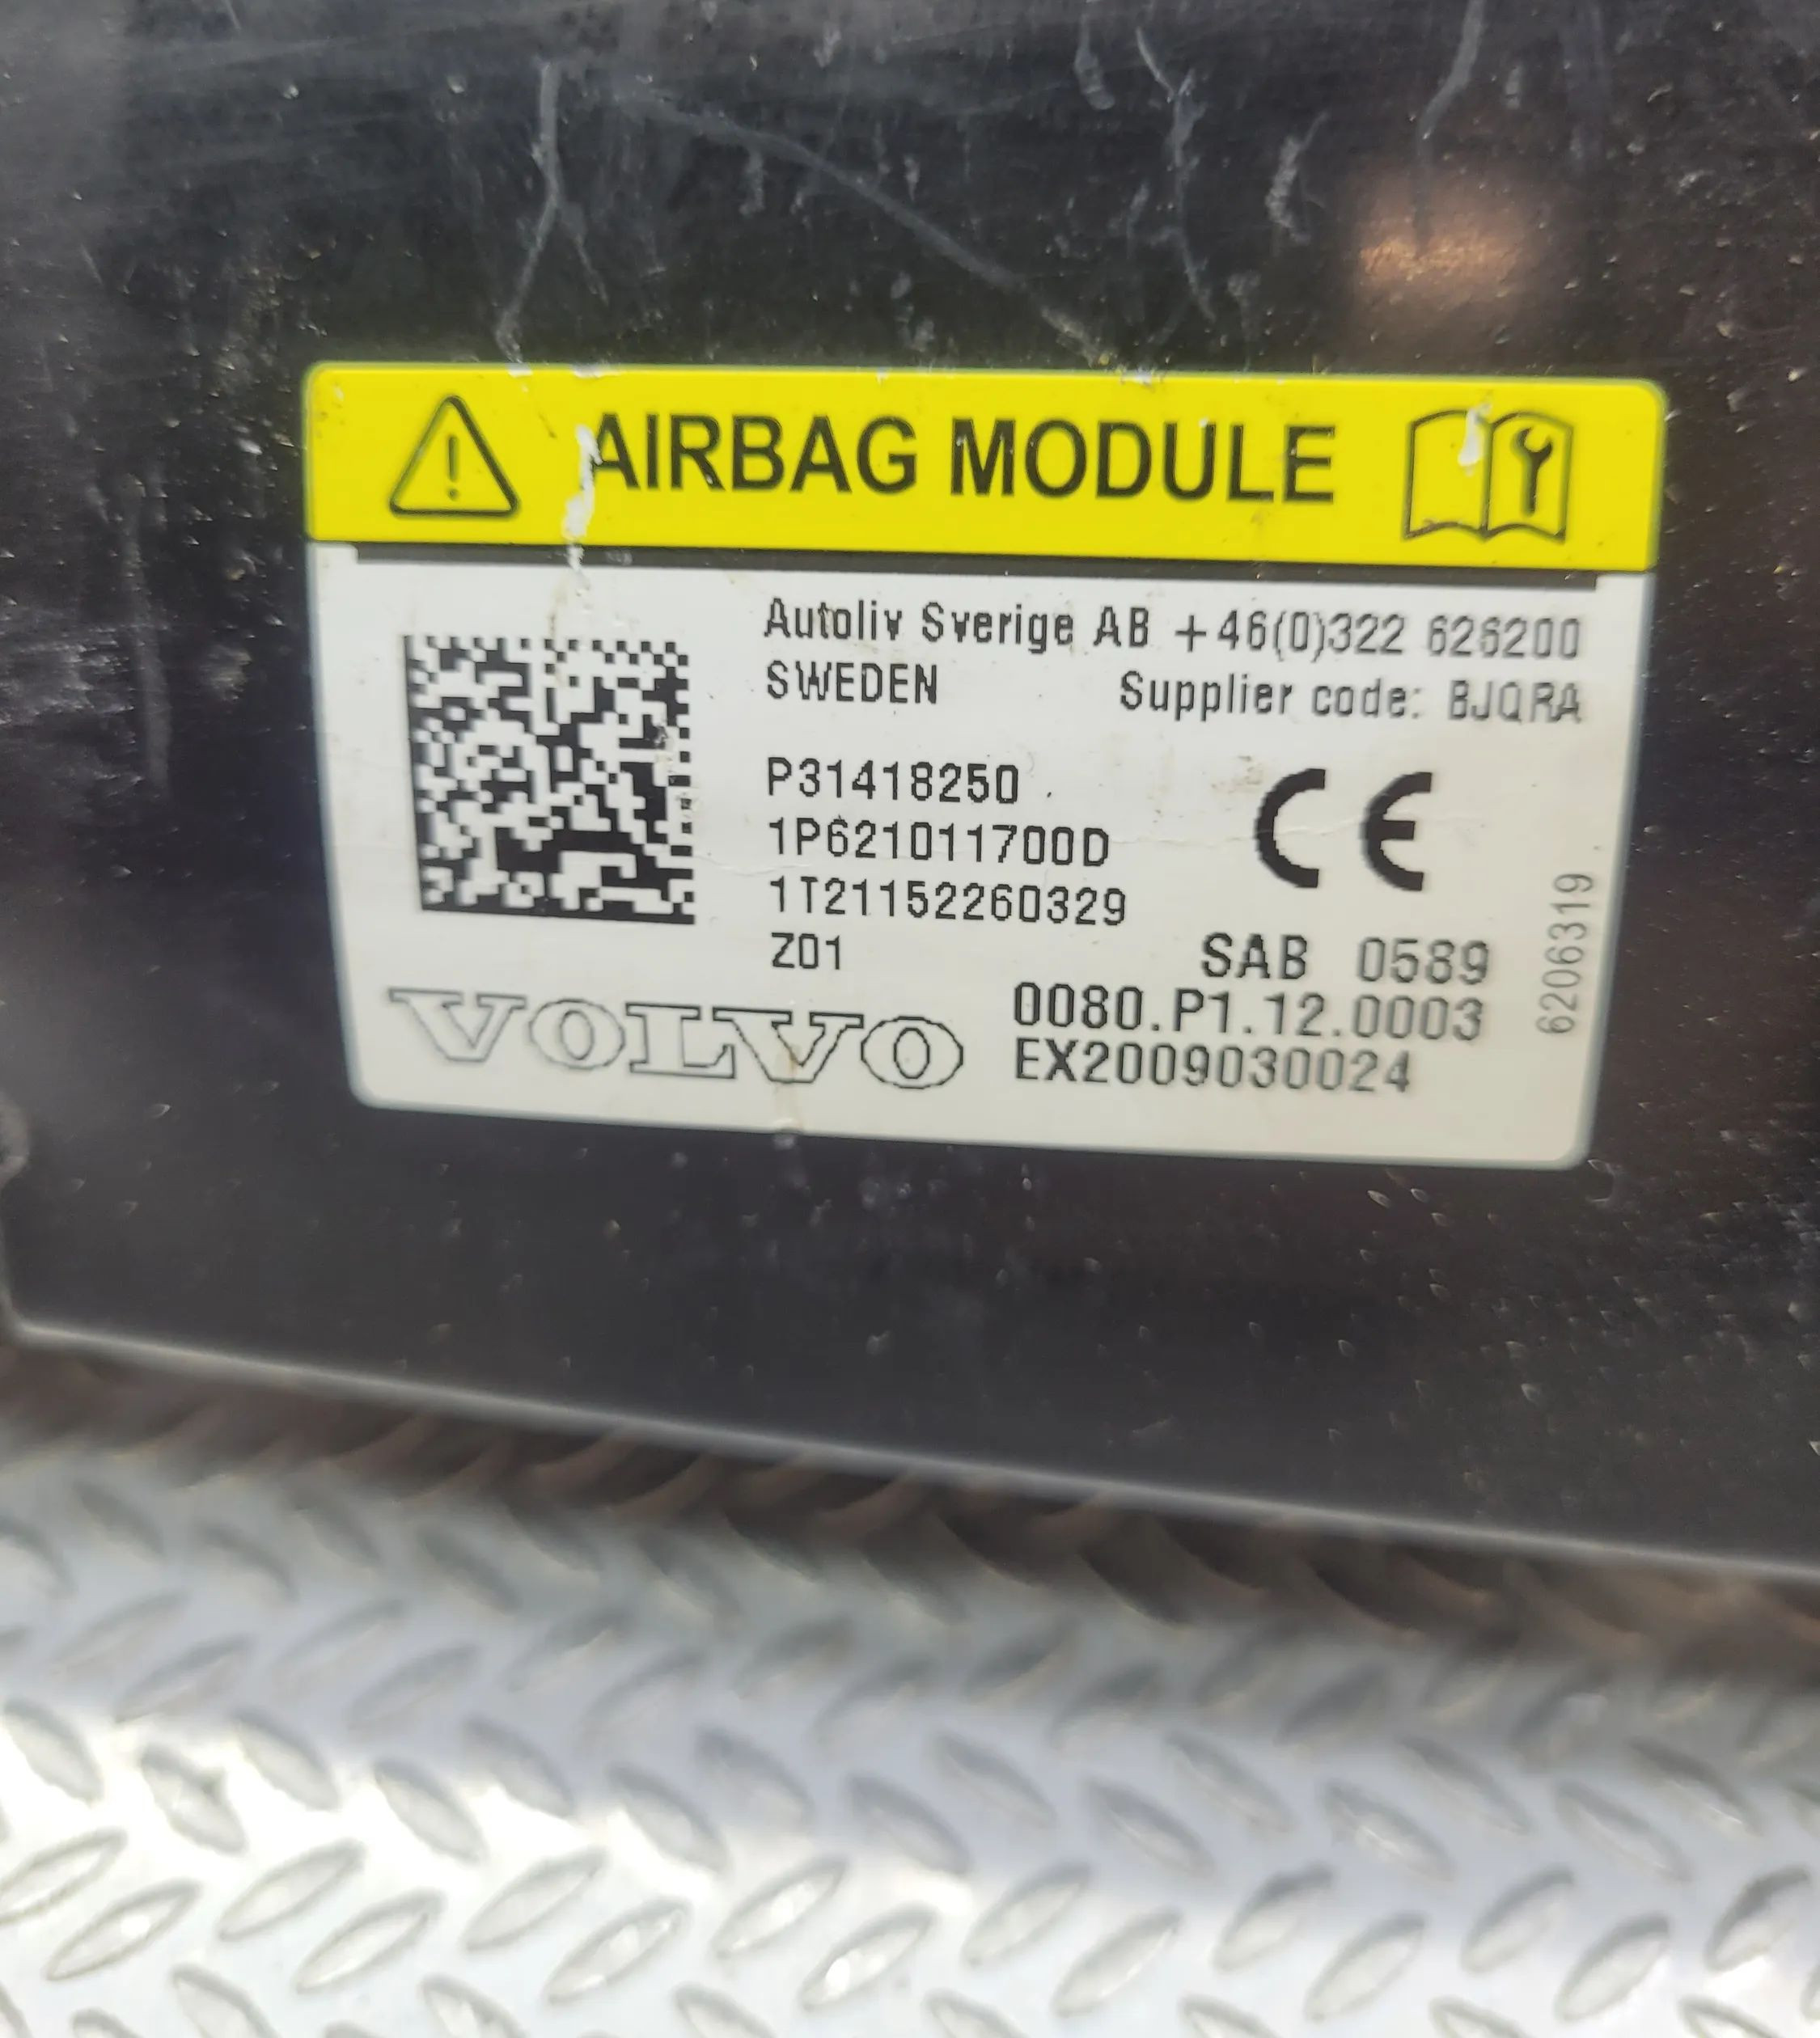 AIRBAG MODULE
Autoliv Sverige AB +46(0)322 626200
SWEDEN Supplier code: BJQRA
P31418250
1P621011700D
1T21152260329
Z01
CE
SAB 0589
0080.P1.12.0003
EX2009030024
VOLVO
6206319